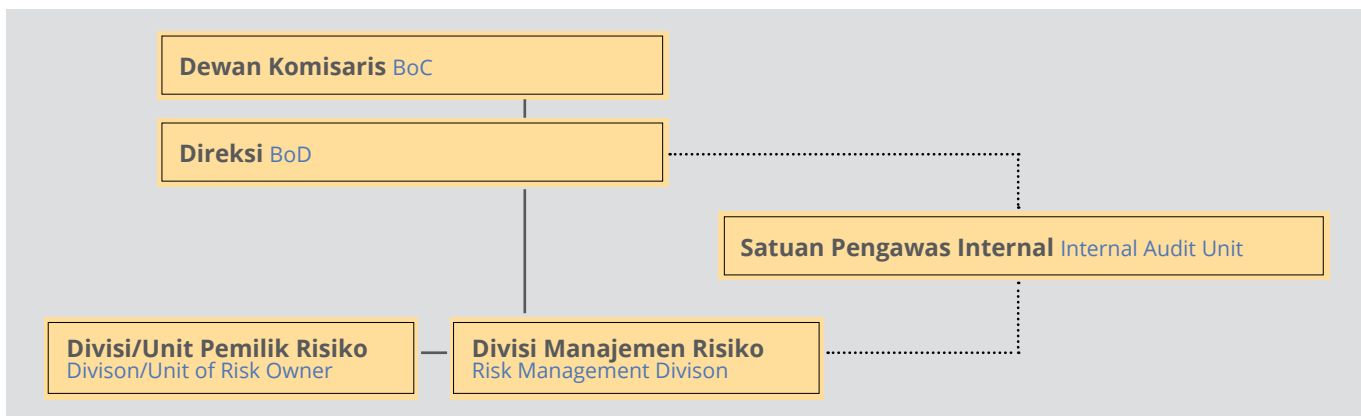 Dewan Komisaris BoC
Direksi BoD
Satuan Pengawas Internal Internal Audit Unit
Divisi/Unit Pemilik Risiko
Divison/Unit of Risk Owner
Divisi Manajemen Risiko
Risk Management Divison